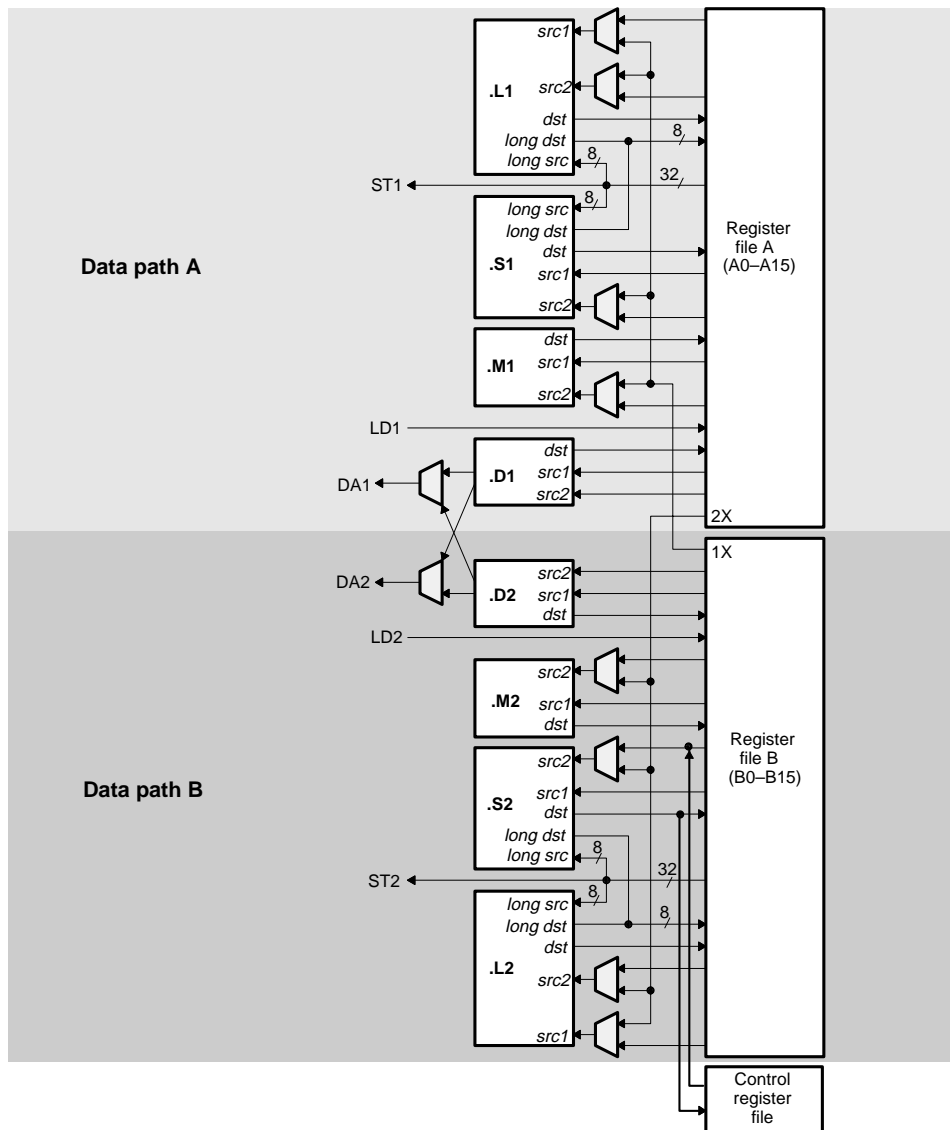 src1
.L1
src2
dst
long dst
8
long src
8
ST1
32
8
long src
long dst
dst
.S1
src1
src2
Register
file A
(A0–A15)
Data path A
dst
.M1
src1
src2
LD1
dst
.D1
src1
src2
DA1
2X
1X
DA2
src2
.D2
src1
dst
LD2
src2
.M2
src1
dst
Register
file B
(B0–B15)
Data path B
src2
.S2
src1
dst
long dst
8
long src
ST2
32
8
long src
long dst
8
dst
.L2
src2
src1
Control
register
file